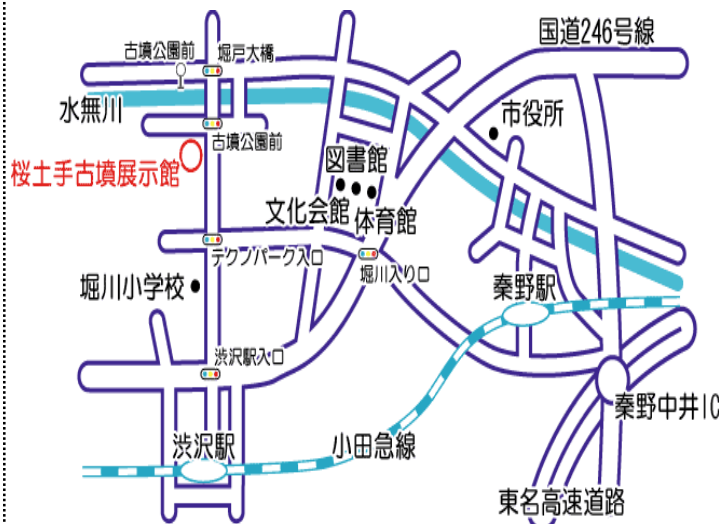 国道246号線
古墳公園前
堀戸大橋
水無川
市役所
古墳公園前
桜土手古墳展示館
図書館
文化会館
体育館
テクノパーク入口
堀川入り口
堀川小学校
秦野駅
渋沢駅入口
秦野中井IC
渋沢駅
小田急線
東名高速道路